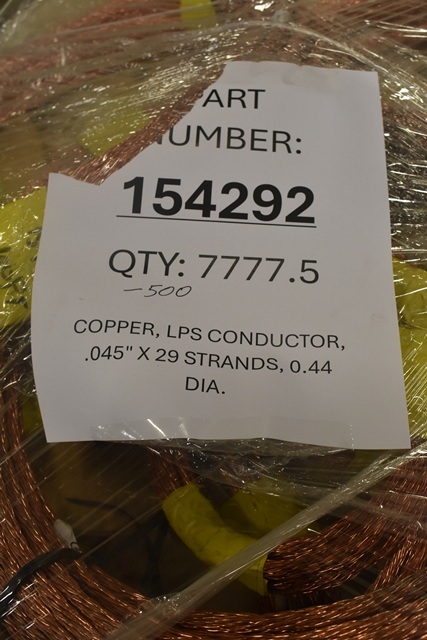 ART
UMBER:
154292
QTY: 7777.5
-500
COPPER, LPS CONDUCTOR,
.045" X 29 STRANDS, 0.44
DIA.